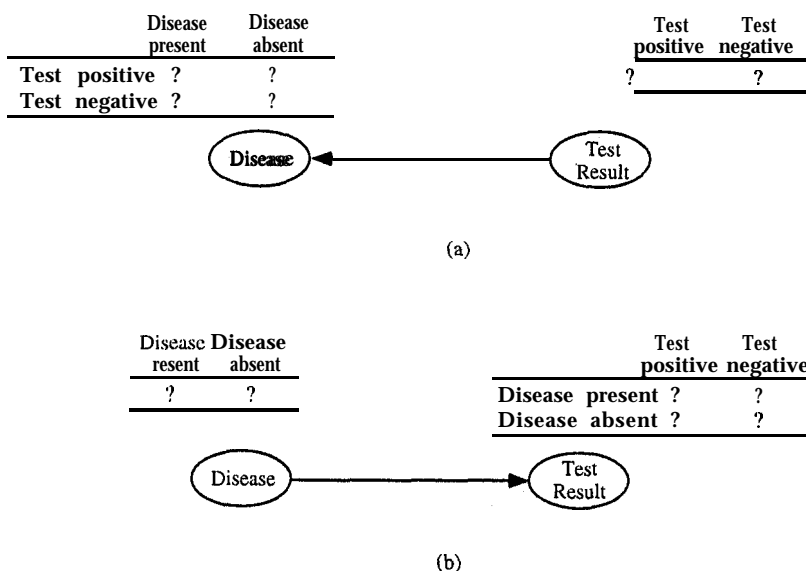 Disease Disease
present absent
Test positive ? ?
Test negative ? ?
Test Test
positive negative
? ?
Disease
Test
Result
(a)
Disease Disease
resent absent
? ?
Test Test
positive negative
Disease present ? ?
Disease absent ? ?
Disease
Test
Result
(b)